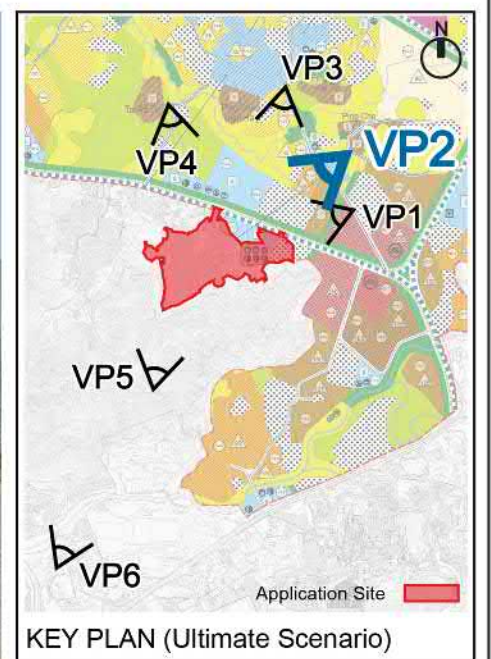 N
VP3
VP4
VP2
VP1
VP5
VP6
Application Site
KEY PLAN (Ultimate Scenario)